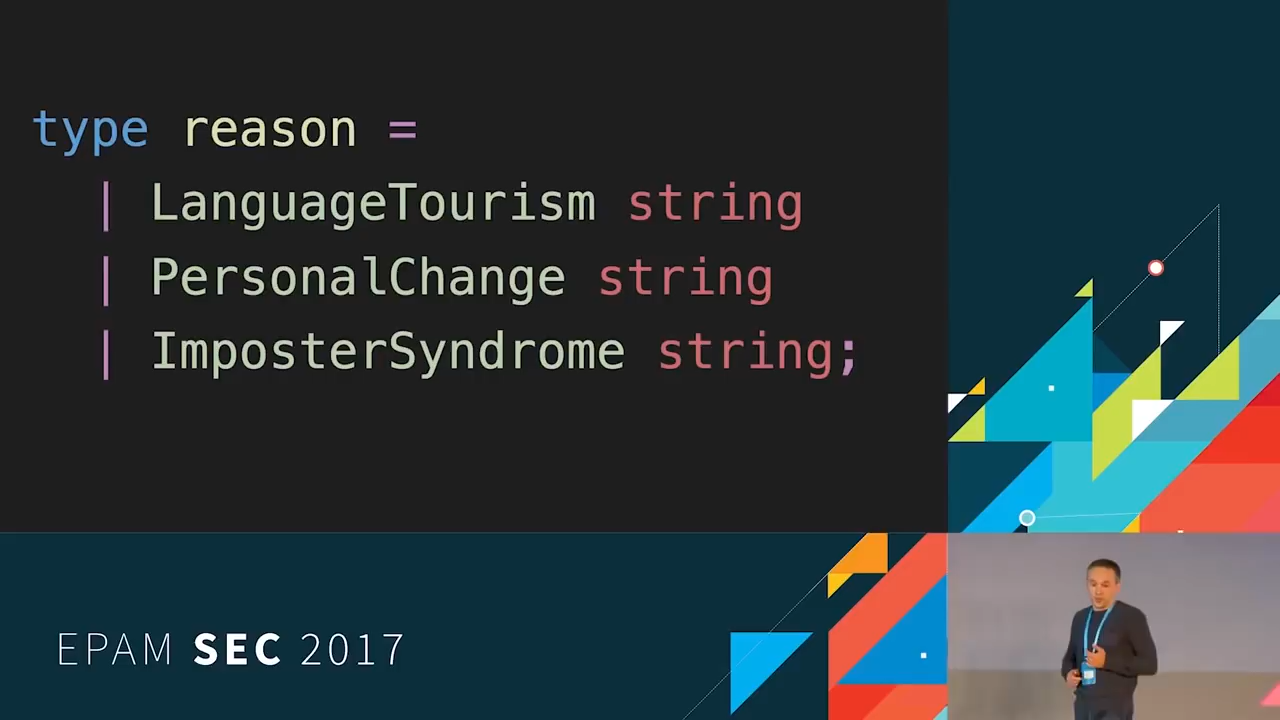 type reason =
| LanguageTourism string
| PersonalChange string
| ImposterSyndrome string;
EPAM SEC 2017